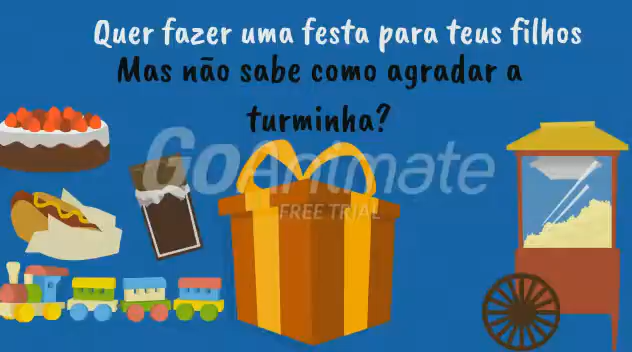 Quer fazer uma festa para teus filhos
Mas não sabe como agradar a
turminha?
GoAnimate
FREE TRIAL